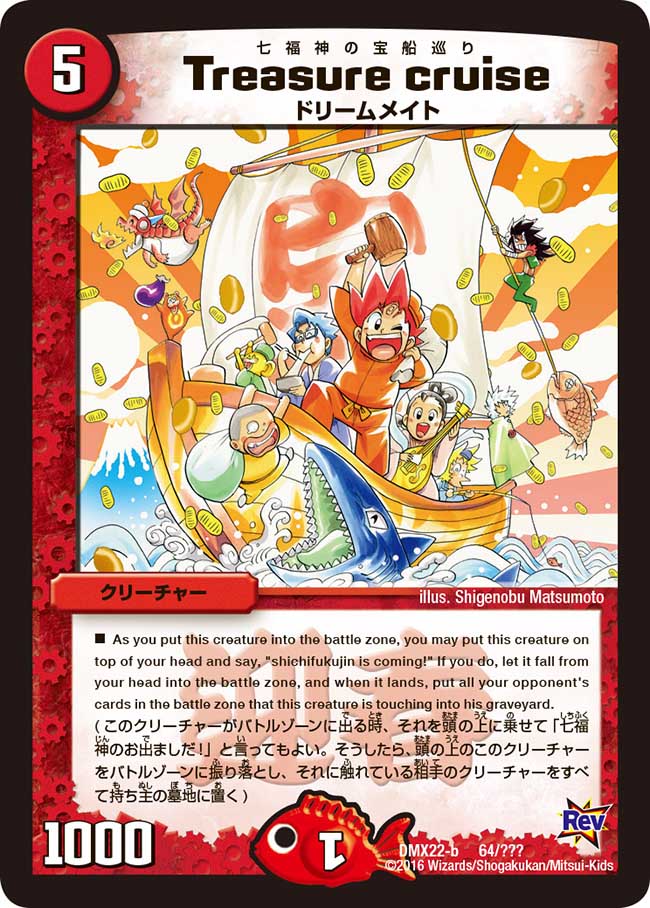 5
七福神の宝船巡り
Treasure cruise
ドリームメイト
宝
クリーチャー
illus. Shigenobu Matsumoto
迎春
■ As you put this creature into the battle zone, you may put this creature on
top of your head and say, "shichifukujin is coming!" If you do, let it fall from
your head into the battle zone, and when it lands, put all your opponent's
cards in the battle zone that this creature is touching into his graveyard.
(このクリーチャーがバトルゾーンに出る時、それを頭の上に乗せて「七福
神のお出ましだ!」と言ってもよい。そうしたら、頭の上のこのクリーチャー
をバトルゾーンに振り落とし、それに触れている相手のクリーチャーをすべ
て持ち主の墓地に置く)
Rev
1000
1
DMX22-b 64/???
©2016 Wizards/Shogakukan/Mitsui-Kids